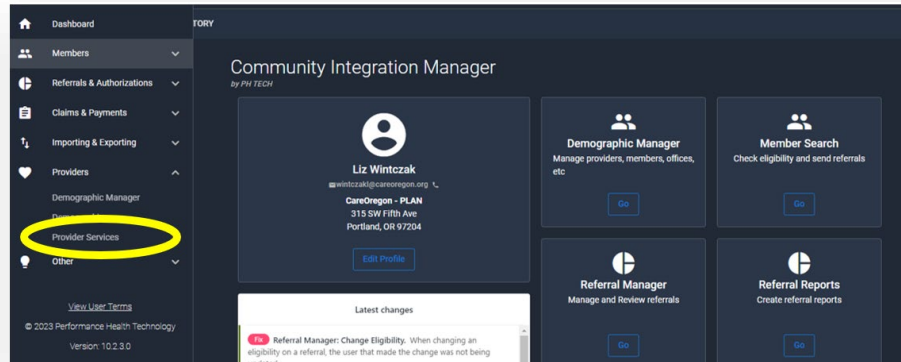 Dashboard
TORY
Members
Referrals & Authorizations
Claims & Payments
Importing & Exporting
Providers
Demographic Manager
Provider Services
Other
View User Terms
© 2023 Performance Health Technology
Version: 10.2.3.0
Community Integration Manager
by PH TECH
Liz Wintczak
wintczakl@careoregon.org
CareOregon - PLAN
315 SW Fifth Ave
Portland, OR 97204
Edit Profile
Latest changes
Fix Referral Manager: Change Eligibility. When changing an
eligibility on a referral, the user that made the change was not being
Demographic Manager
Manage providers, members, offices,
etc
Go
Member Search
Check eligibility and send referrals
Go
Referral Manager
Manage and Review referrals
Go
Referral Reports
Create referral reports
Go